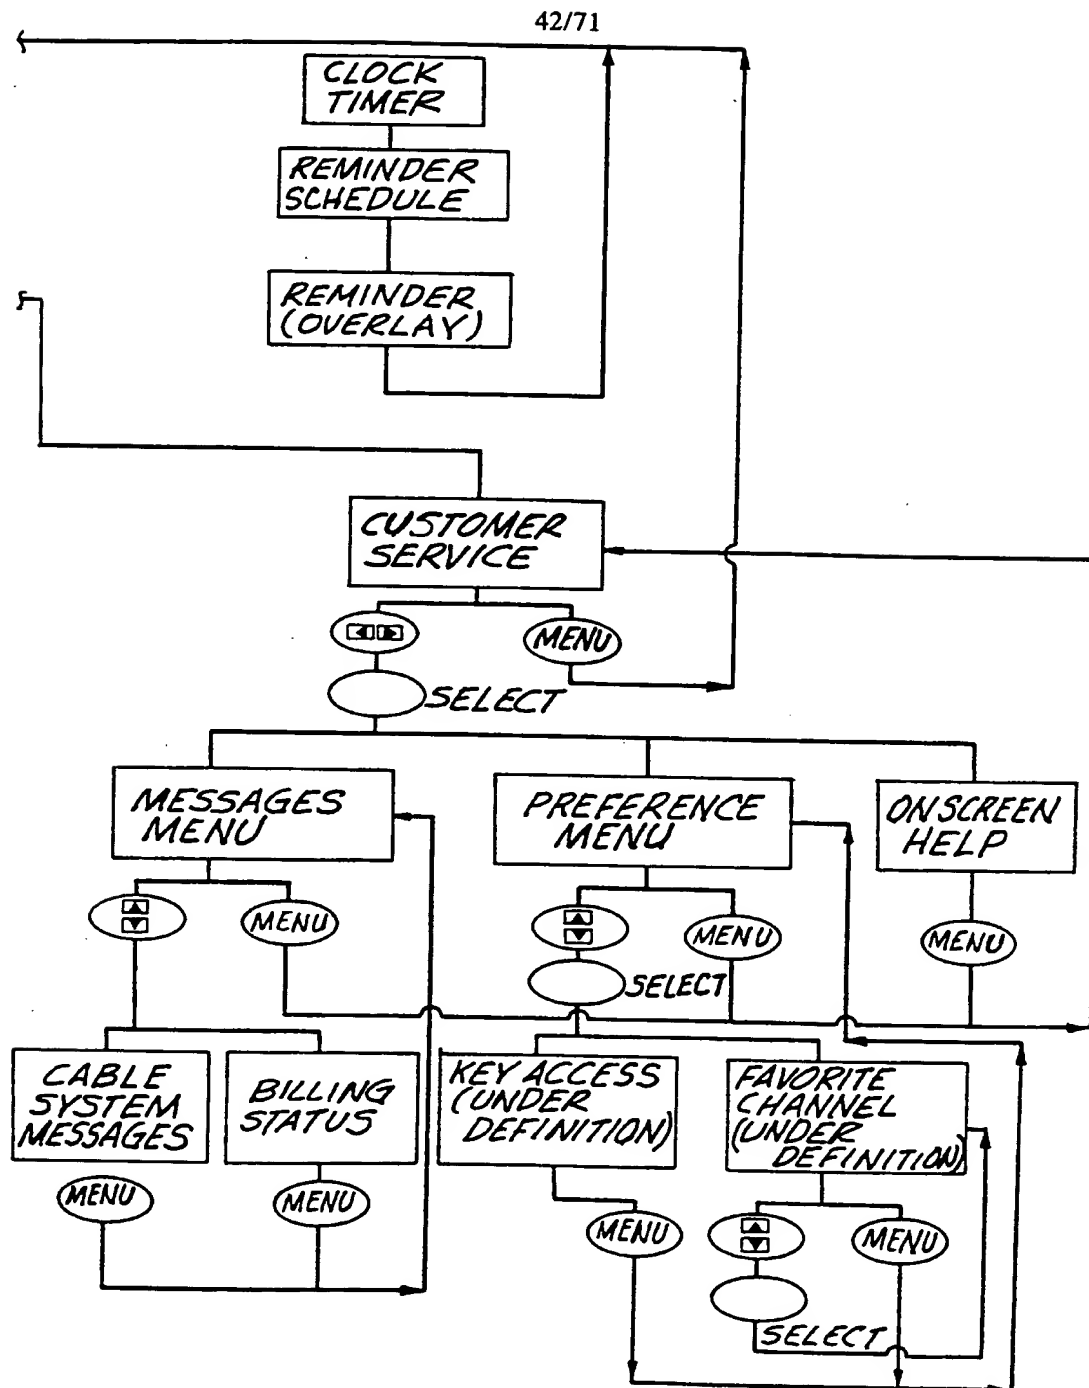 42/71
CLOCK
TIMER
REMINDER
SCHEDULE
REMINDER
(OVERLAY)
CUSTOMER
SERVICE
MENU
SELECT
MESSAGES
MENU
PREFERENCE
MENU
ON SCREEN
HELP
MENU
MENU
SELECT
MENU
CABLE
SYSTEM
MESSAGES
BILLING
STATUS
KEY ACCESS
(UNDER
DEFINITION)
FAVORITE
CHANNEL
(UNDER
DEFINITION)
MENU
MENU
MENU
MENU
SELECT